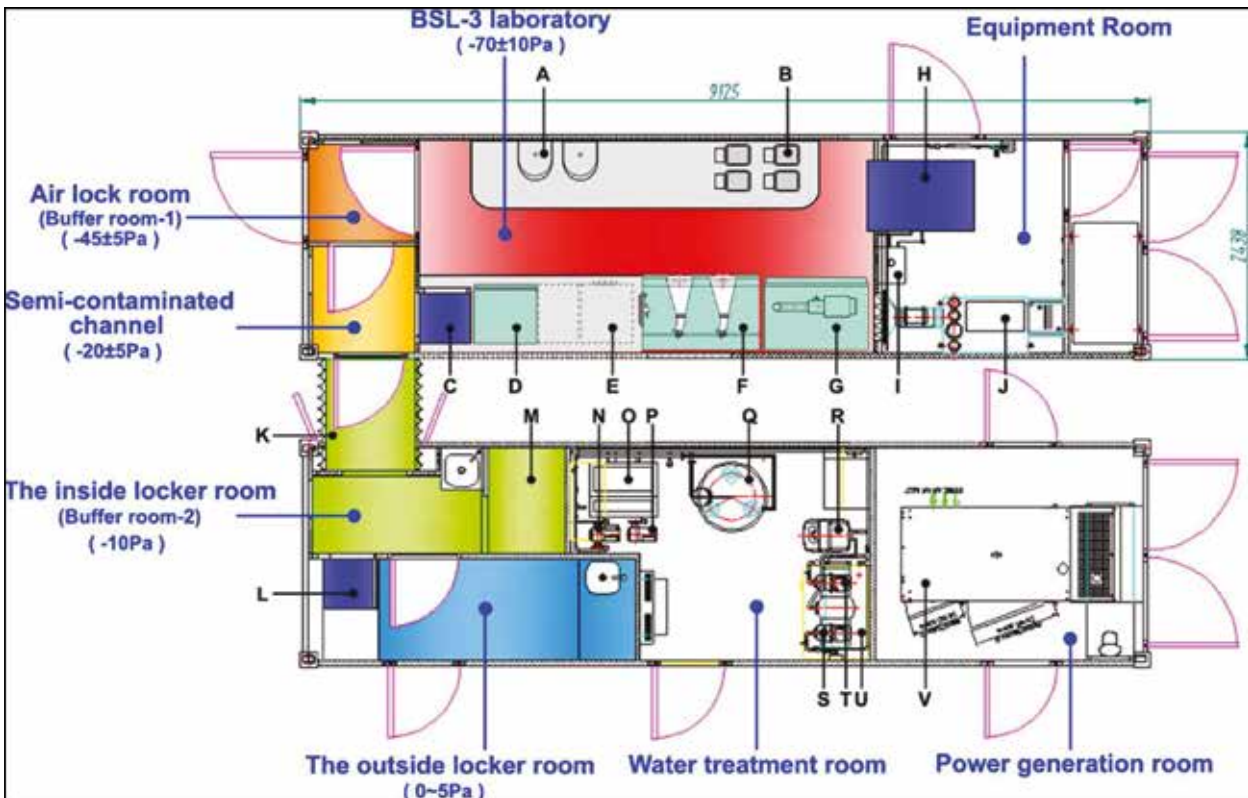 BSL-3 laboratory
( -70±10Pa )
Equipment Room
A
B
H
9125
Air lock room
(Buffer room-1)
( -45±5Pa )
2438
Semi-contaminated
channel
( -20±5Pa )
C
D
E
F
G
I
J
K
M
N
O
P
Q
R
The inside locker room
(Buffer room-2)
( -10Pa )
L
S
T
U
V
The outside locker room
( 0~5Pa )
Water treatment room
Power generation room